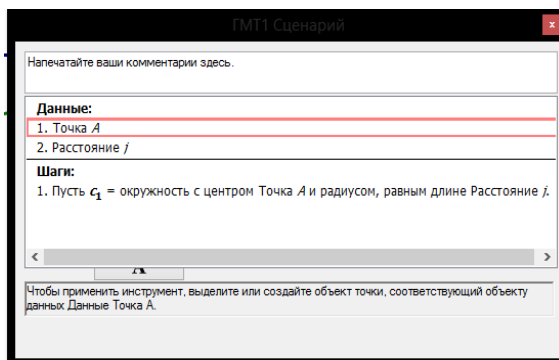 ГМТ1 Сценарий
x
Напечатайте ваши комментарии здесь.
Данные:
1. Точка A
2. Расстояние j
Шаги:
1. Пусть c₁ = окружность с центром Точка A и радиусом, равным длине Расстояние j.
A
Чтобы применить инструмент, выделите или создайте объект точки, соответствующий объекту
данных Данные Точка A.